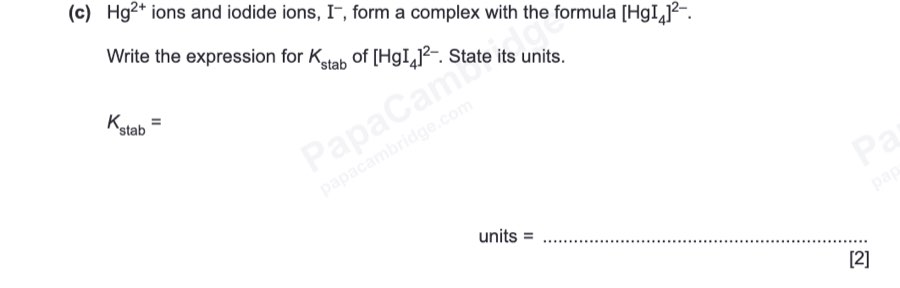 (c) Hg²⁺ ions and iodide ions, I⁻, form a complex with the formula [HgI₄]²⁻.
Write the expression for K_stab of [HgI₄]²⁻. State its units.
PapaCambridge
K_stab =
papacambridge.com
Pa
pap
units = ................................................................
[2]